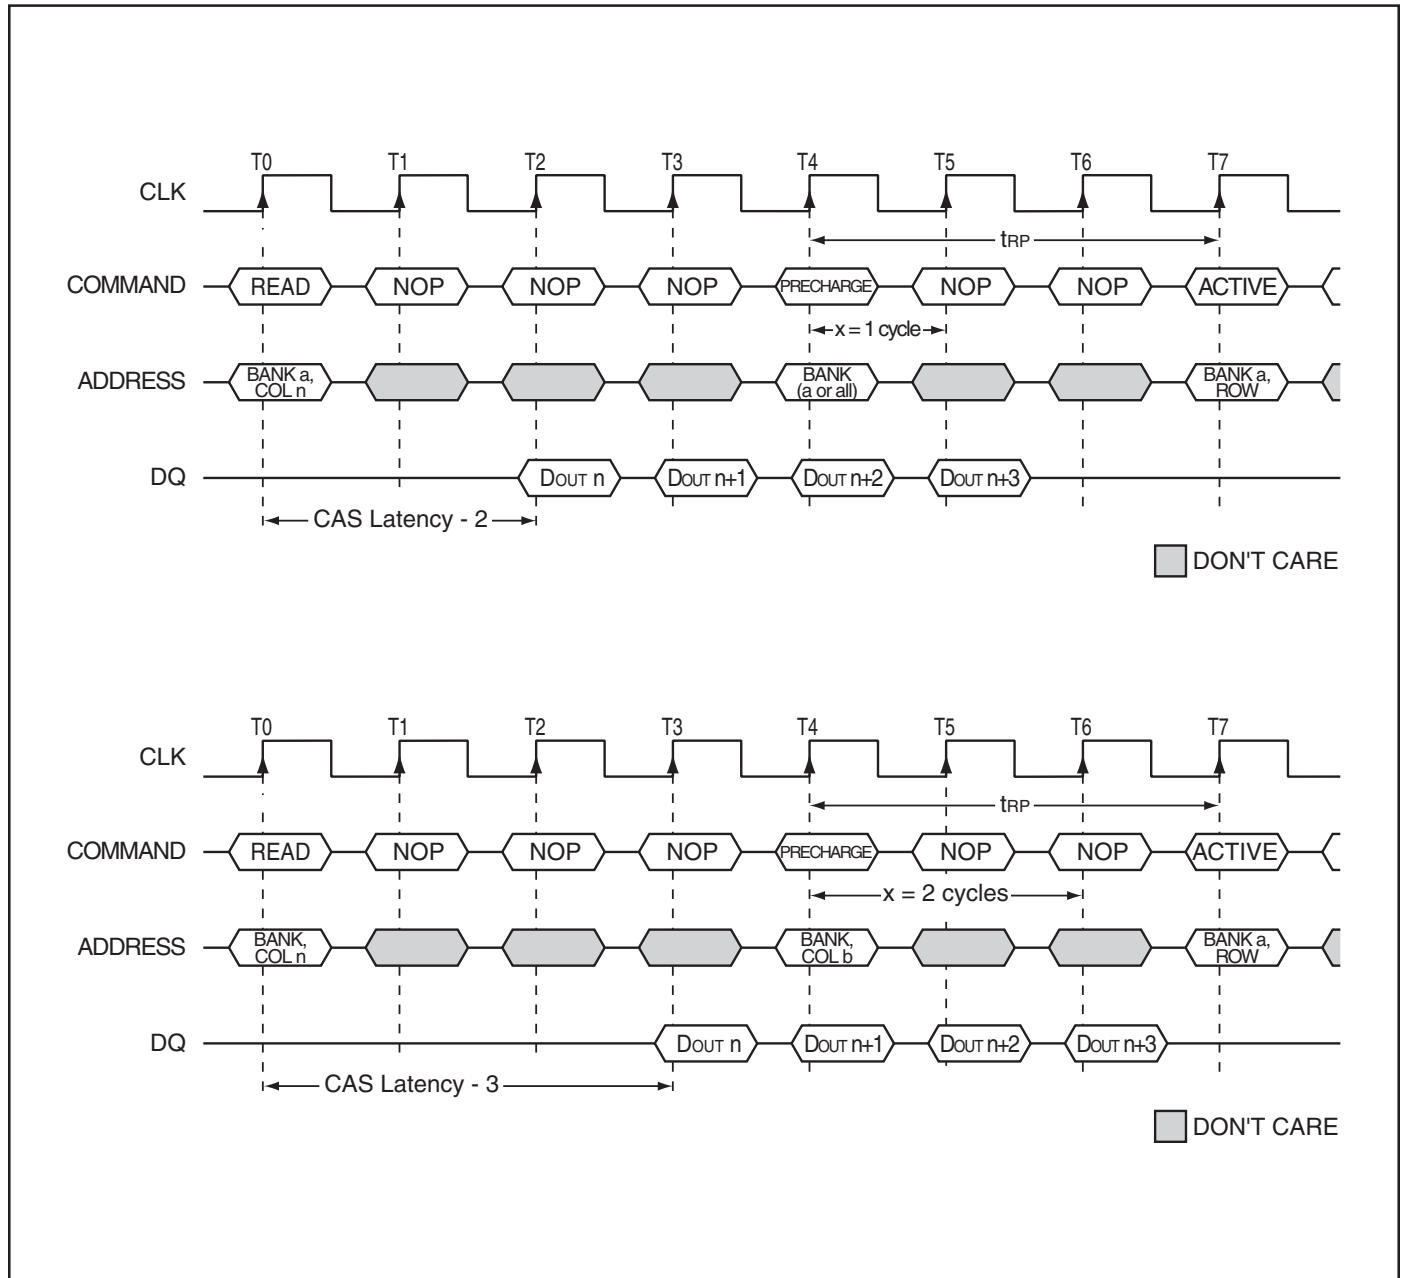 T0 T1 T2 T3 T4 T5 T6 T7
CLK
tRP
COMMAND READ NOP NOP NOP PRECHARGE NOP NOP ACTIVE
x = 1 cycle
ADDRESS BANK a, COL n BANK (a or all) BANK a, ROW
DQ DOUT n DOUT n+1 DOUT n+2 DOUT n+3
CAS Latency - 2
DON'T CARE
T0 T1 T2 T3 T4 T5 T6 T7
CLK
tRP
COMMAND READ NOP NOP NOP PRECHARGE NOP NOP ACTIVE
x = 2 cycles
ADDRESS BANK, COL n BANK, COL b BANK a, ROW
DQ DOUT n DOUT n+1 DOUT n+2 DOUT n+3
CAS Latency - 3
DON'T CARE